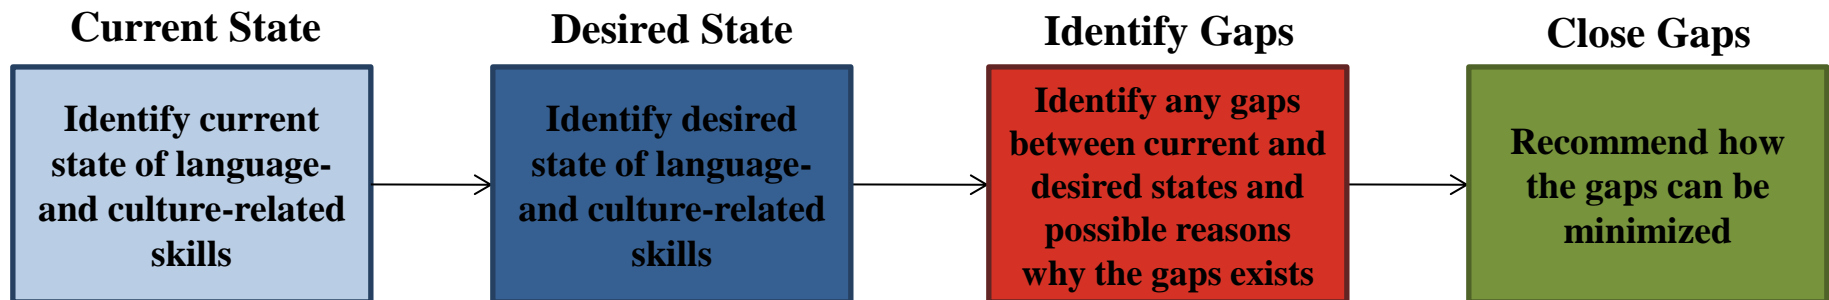 Current State
Identify current
state of language-
and culture-related
skills
Desired State
Identify desired
state of language-
and culture-related
skills
Identify Gaps
Identify any gaps
between current and
desired states and
possible reasons
why the gaps exists
Close Gaps
Recommend how
the gaps can be
minimized